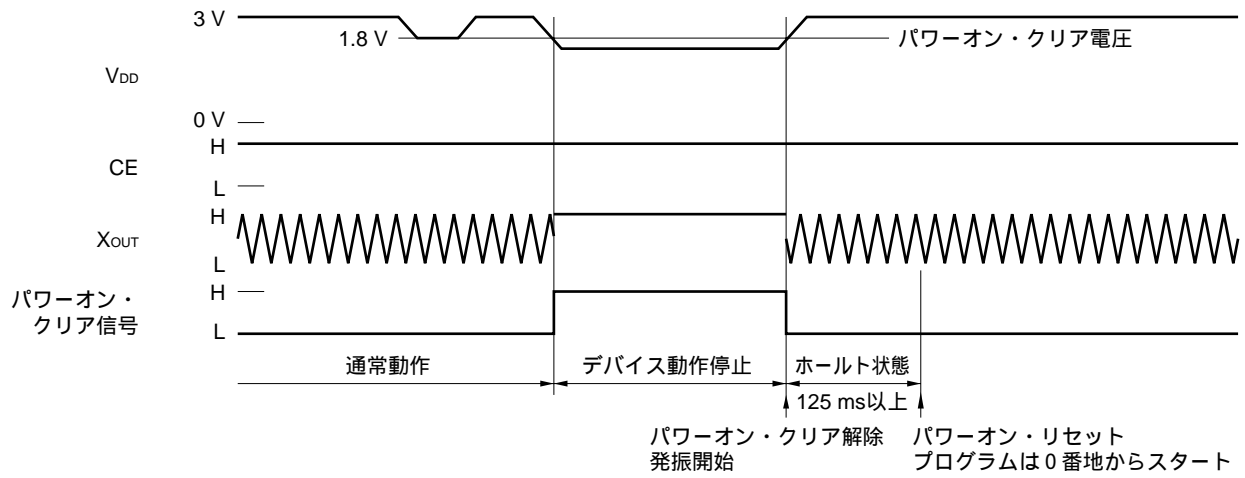 3 V
1.8 V
パワーオン・クリア電圧
VDD
0 V
H
CE
L
H
XOUT
L
パワーオン・
クリア信号
H
L
通常動作
デバイス動作停止
ホールト状態
125 ms以上
パワーオン・クリア解除
発振開始
パワーオン・リセット
プログラムは0番地からスタート